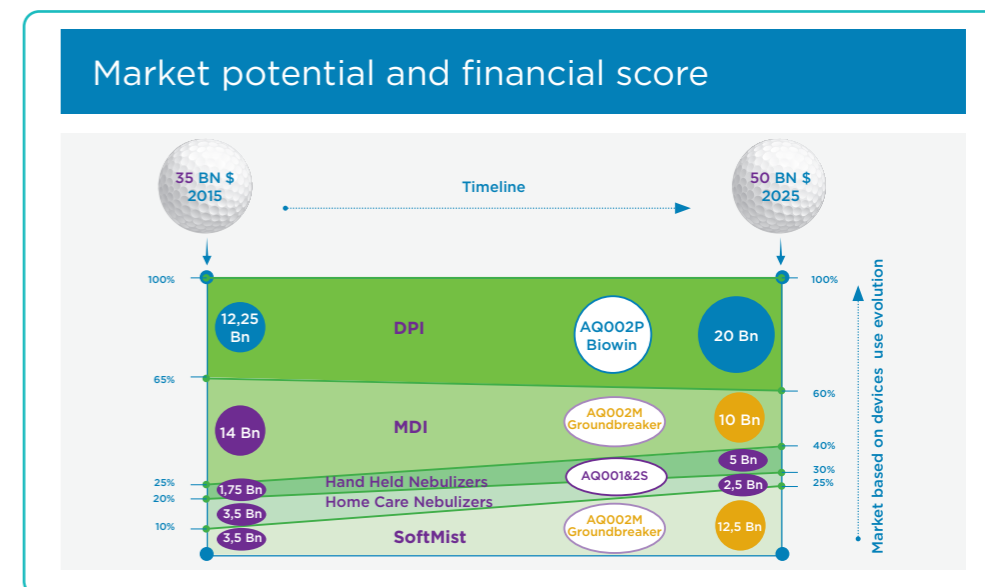 Market potential and financial score
35 BN $
2015
Timeline
50 BN $
2025
100%
100%
12,25
Bn
DPI
AQ002P
Biowin
20 Bn
65%
60%
14 Bn
MDI
AQ002M
Groundbreaker
10 Bn
40%
5 Bn
25%
Hand Held Nebulizers
AQ001&2S
30%
1,75 Bn
20%
Home Care Nebulizers
2,5 Bn
25%
3,5 Bn
10%
3,5 Bn
SoftMist
AQ002M
Groundbreaker
12,5 Bn
Market based on devices use evolution